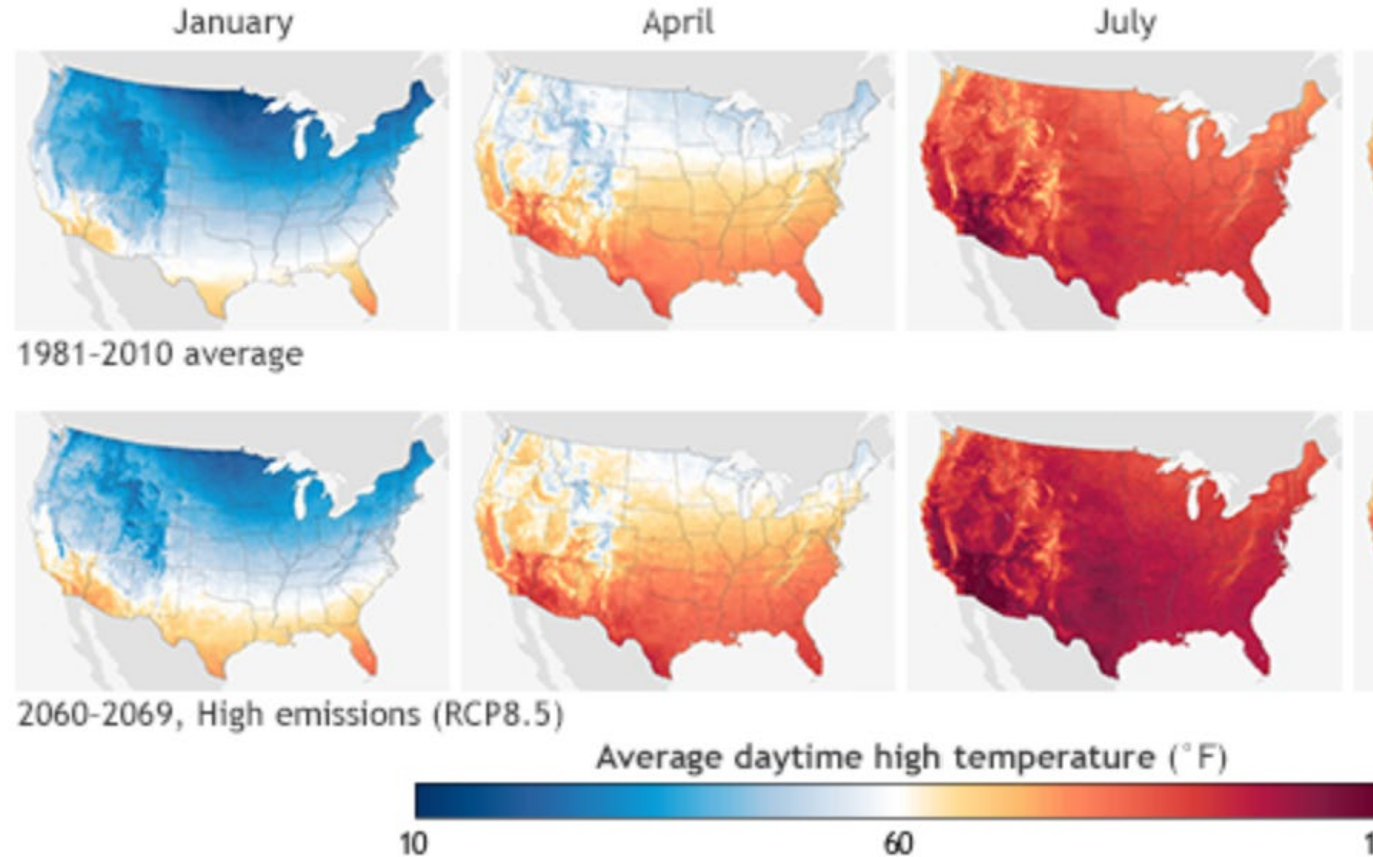 January April July
1981-2010 average
2060-2069, High emissions (RCP8.5)
Average daytime high temperature (°F)
10 60